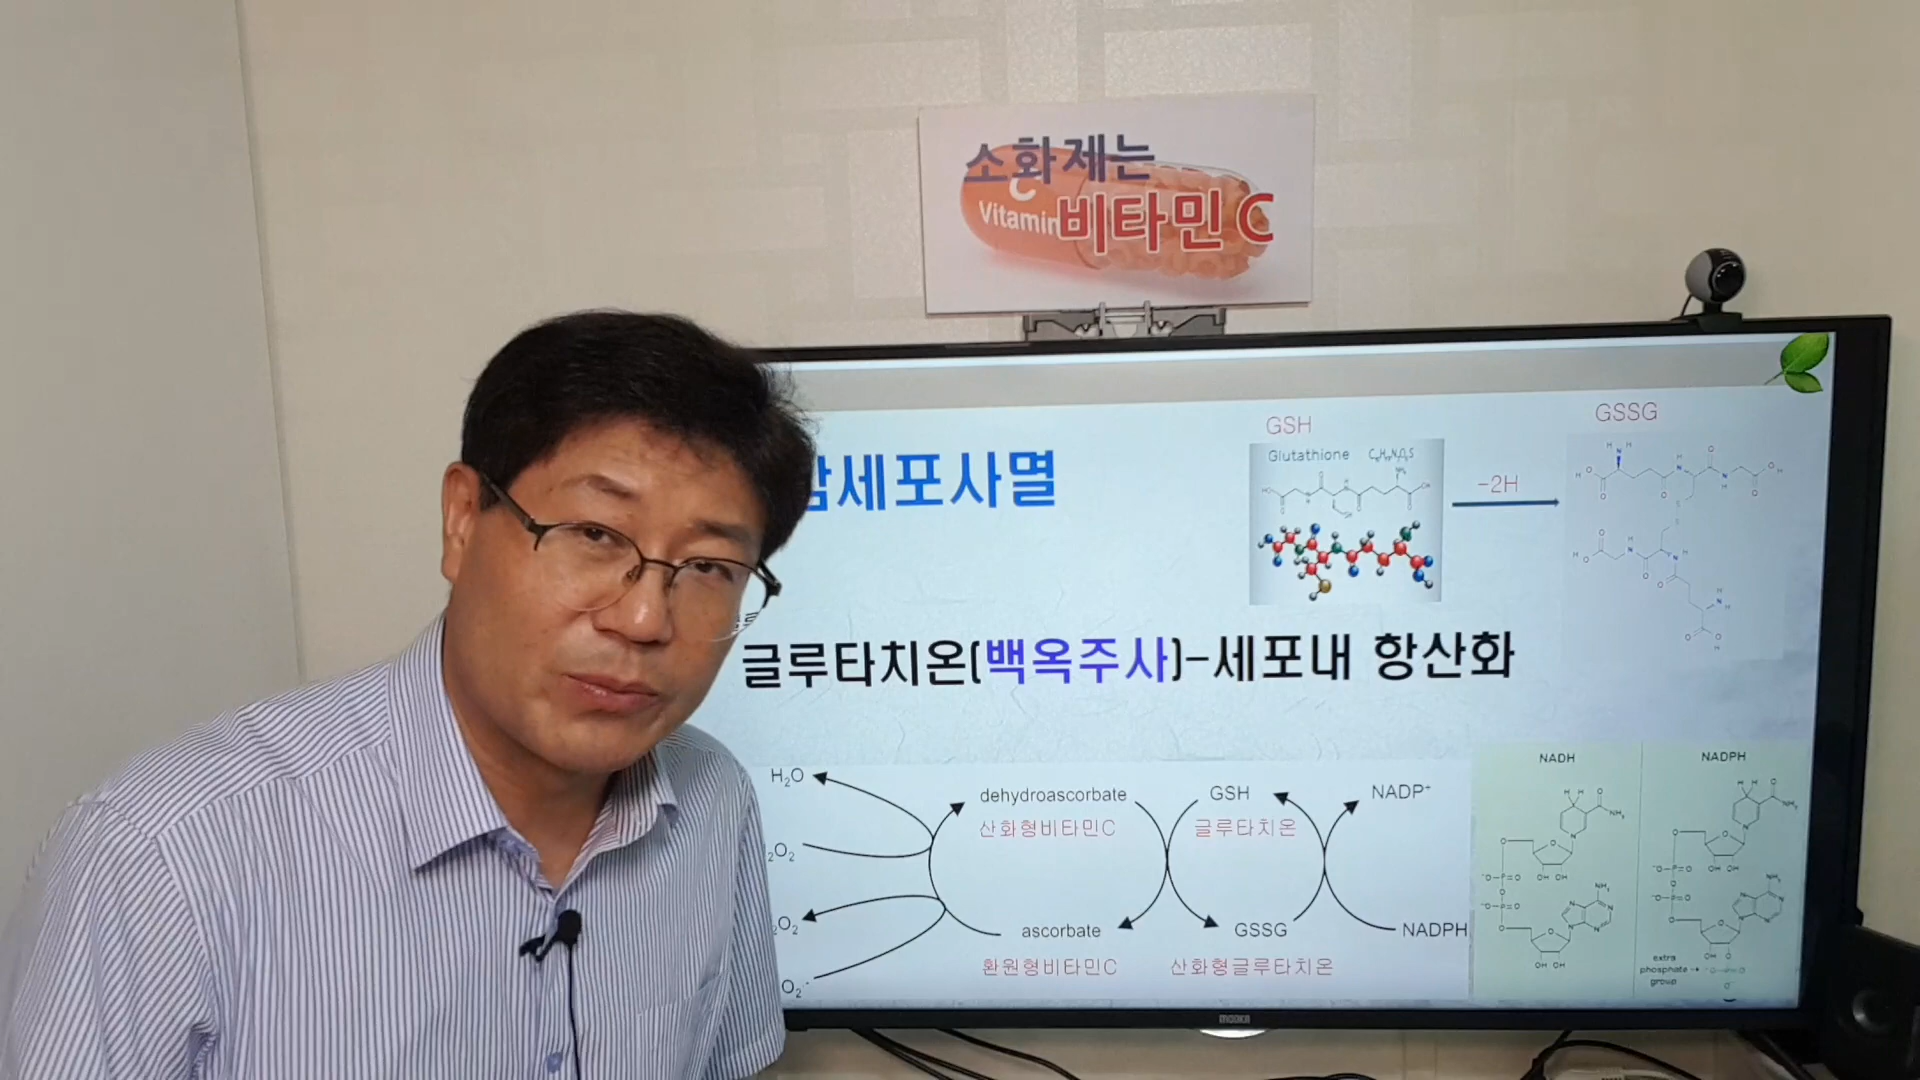 소화제는
C
Vitamin
비타민 C
GSH
GSSG
암세포사멸
Glutathione
-2H
글루타치온(백옥주사)-세포내 항산화
NADH
NADPH
H₂O
dehydroascorbate
GSH
NADP⁺
산화형비타민C
글루타치온
ascorbate
GSSG
NADPH
환원형비타민C
산화형글루타치온
extra
phosphate
group